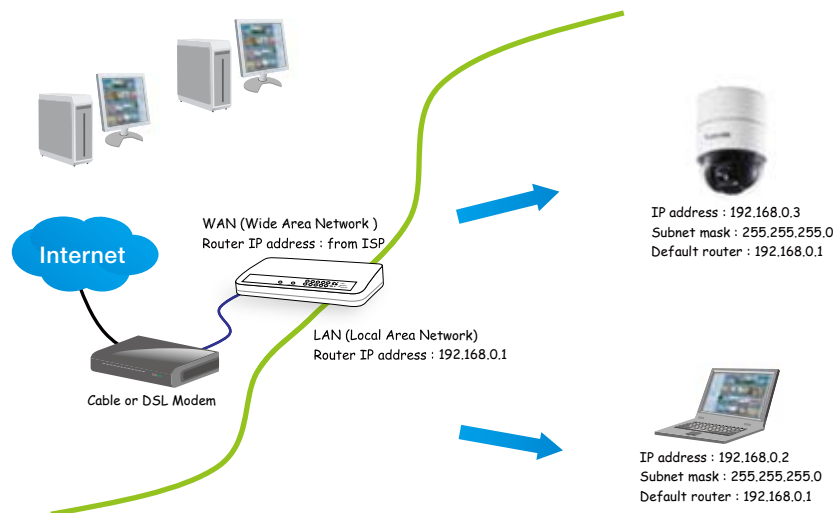 WAN (Wide Area Network )
Router IP address : from ISP
Internet
LAN (Local Area Network)
Router IP address : 192.168.0.1
Cable or DSL Modem
IP address : 192.168.0.3
Subnet mask : 255.255.255.0
Default router : 192.168.0.1
IP address : 192.168.0.2
Subnet mask : 255.255.255.0
Default router : 192.168.0.1